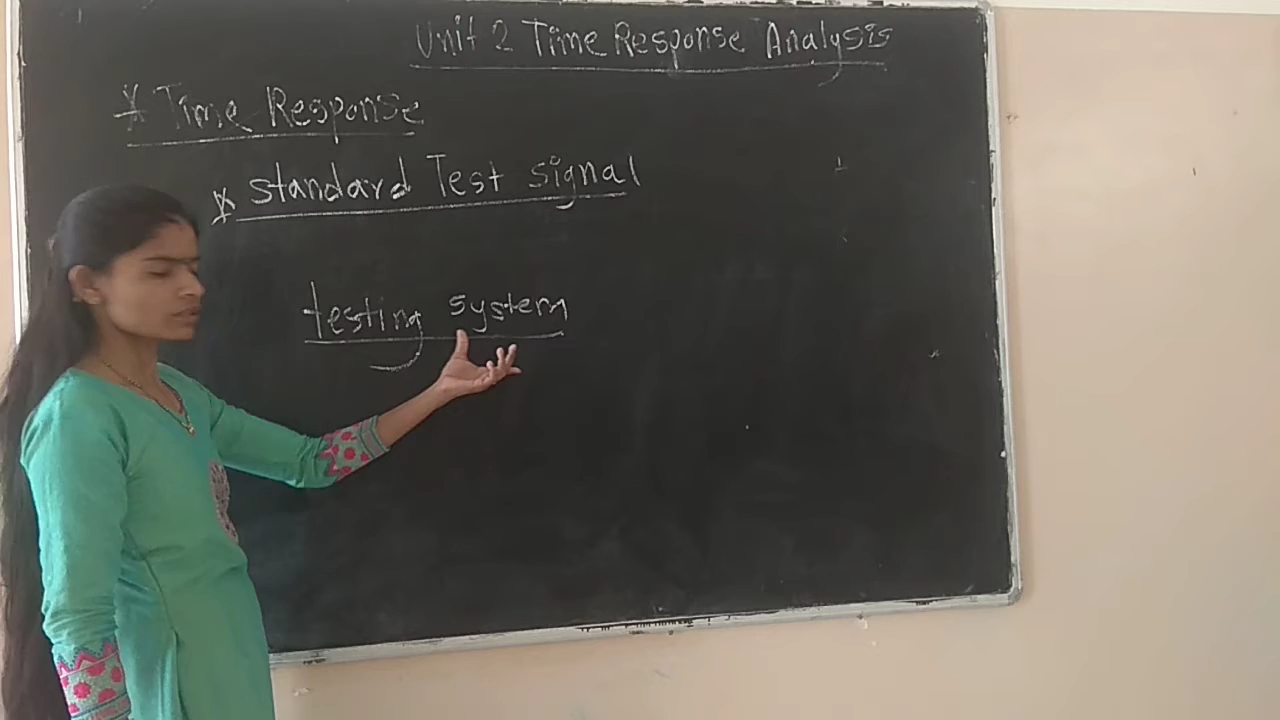 Unit 2 Time Response Analysis
* Time Response
* Standard Test signal
testing system